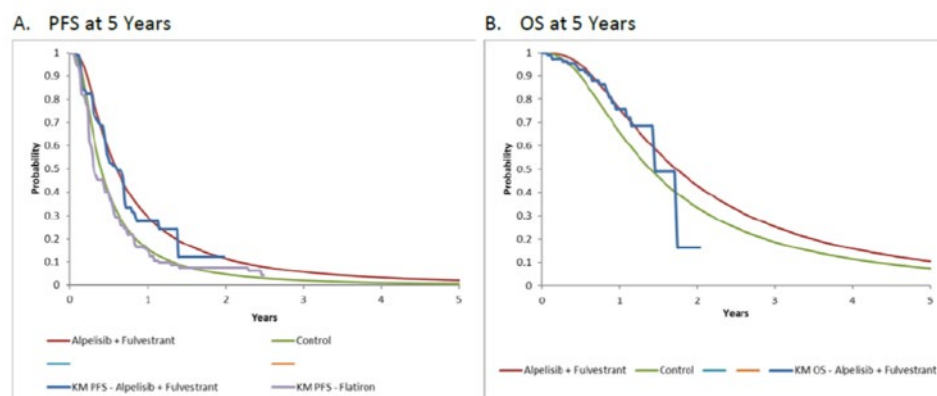 A. PFS at 5 Years
1
0.9
0.8
0.7
0.6
0.5
0.4
0.3
0.2
0.1
0
Probability
0 1 2 3 4 5
Years
Alpelisib + Fulvestrant Control
KM PFS - Alpelisib + Fulvestrant KM PFS - Flatiron
B. OS at 5 Years
1
0.9
0.8
0.7
0.6
0.5
0.4
0.3
0.2
0.1
0
Probability
0 1 2 3 4 5
Years
Alpelisib + Fulvestrant Control KM OS - Alpelisib + Fulvestrant